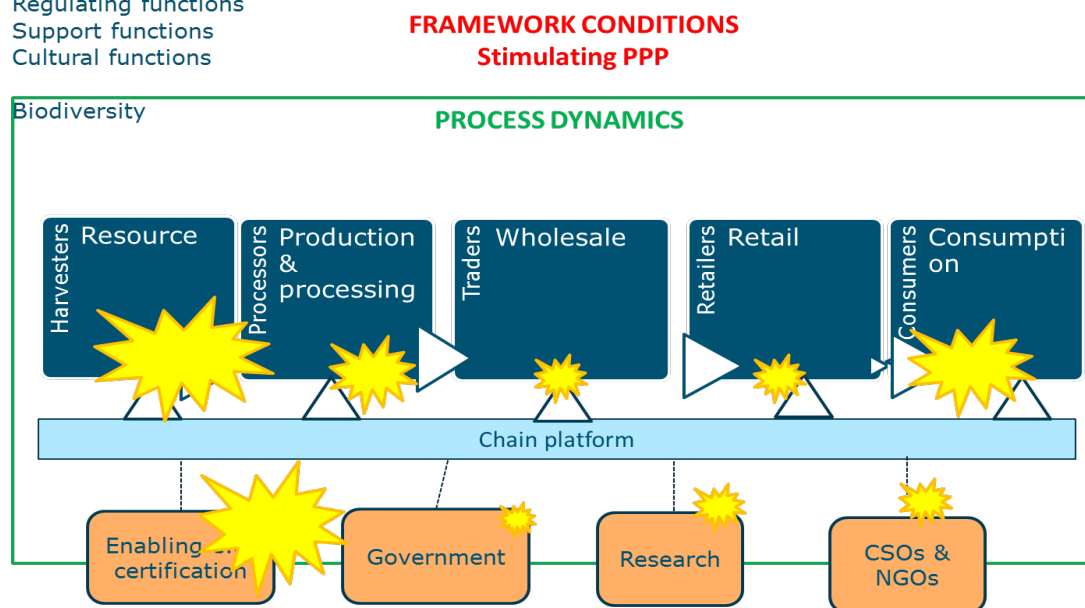 Regulating functions
Support functions
Cultural functions
Biodiversity
FRAMEWORK CONDITIONS
Stimulating PPP
PROCESS DYNAMICS
Harvesters
Resource
Processors
Production
&
processing
Traders
Wholesale
Retailers
Retail
Consumers
Consumpti
on
Chain platform
Enabling
certification
Government
Research
CSOs &
NGOs